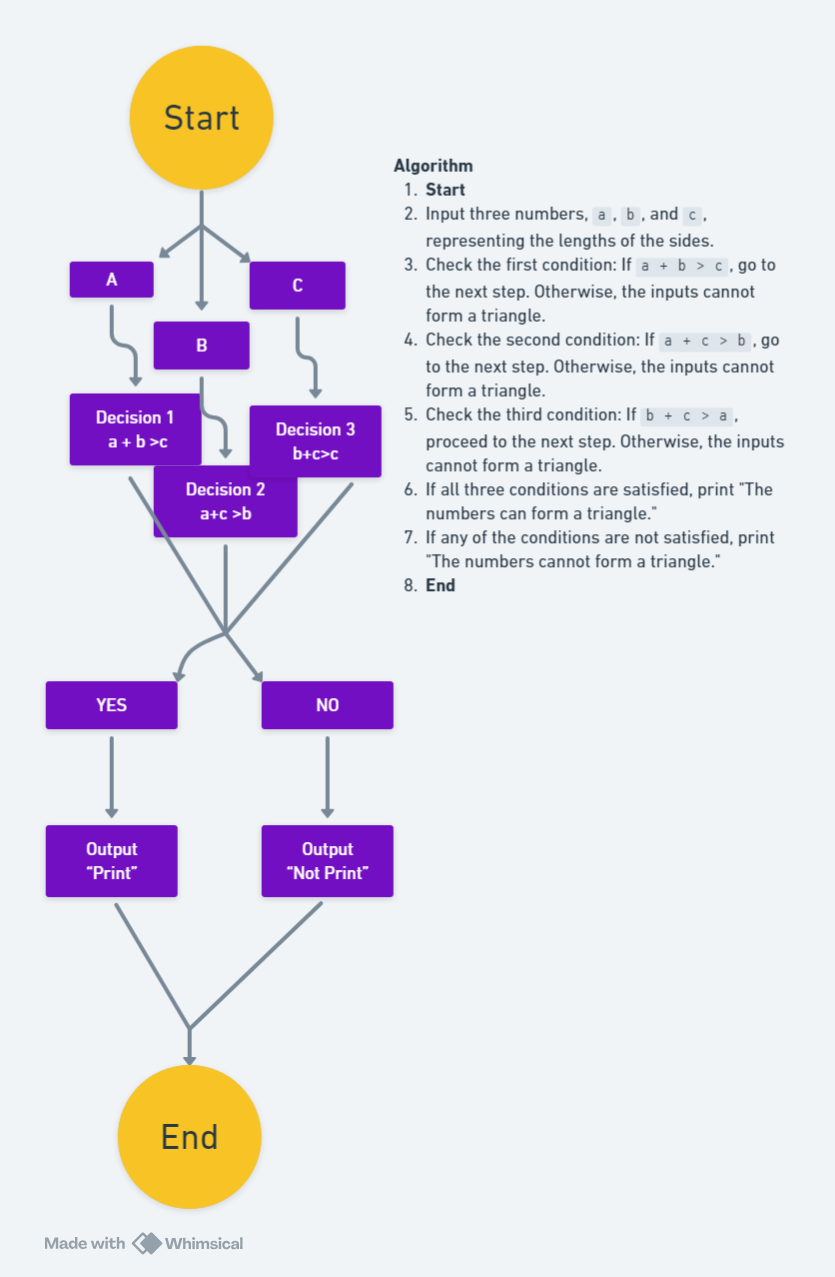 Start
A
C
B
Decision 1
a + b >c
Decision 3
b+c>c
Decision 2
a+c >b
YES
NO
Output
“Print”
Output
“Not Print”
End
Algorithm
1. Start
2. Input three numbers, a , b , and c ,
representing the lengths of the sides.
3. Check the first condition: If a + b > c , go to
the next step. Otherwise, the inputs cannot
form a triangle.
4. Check the second condition: If a + c > b , go
to the next step. Otherwise, the inputs cannot
form a triangle.
5. Check the third condition: If b + c > a ,
proceed to the next step. Otherwise, the inputs
cannot form a triangle.
6. If all three conditions are satisfied, print "The
numbers can form a triangle."
7. If any of the conditions are not satisfied, print
"The numbers cannot form a triangle."
8. End
Made with Whimsical